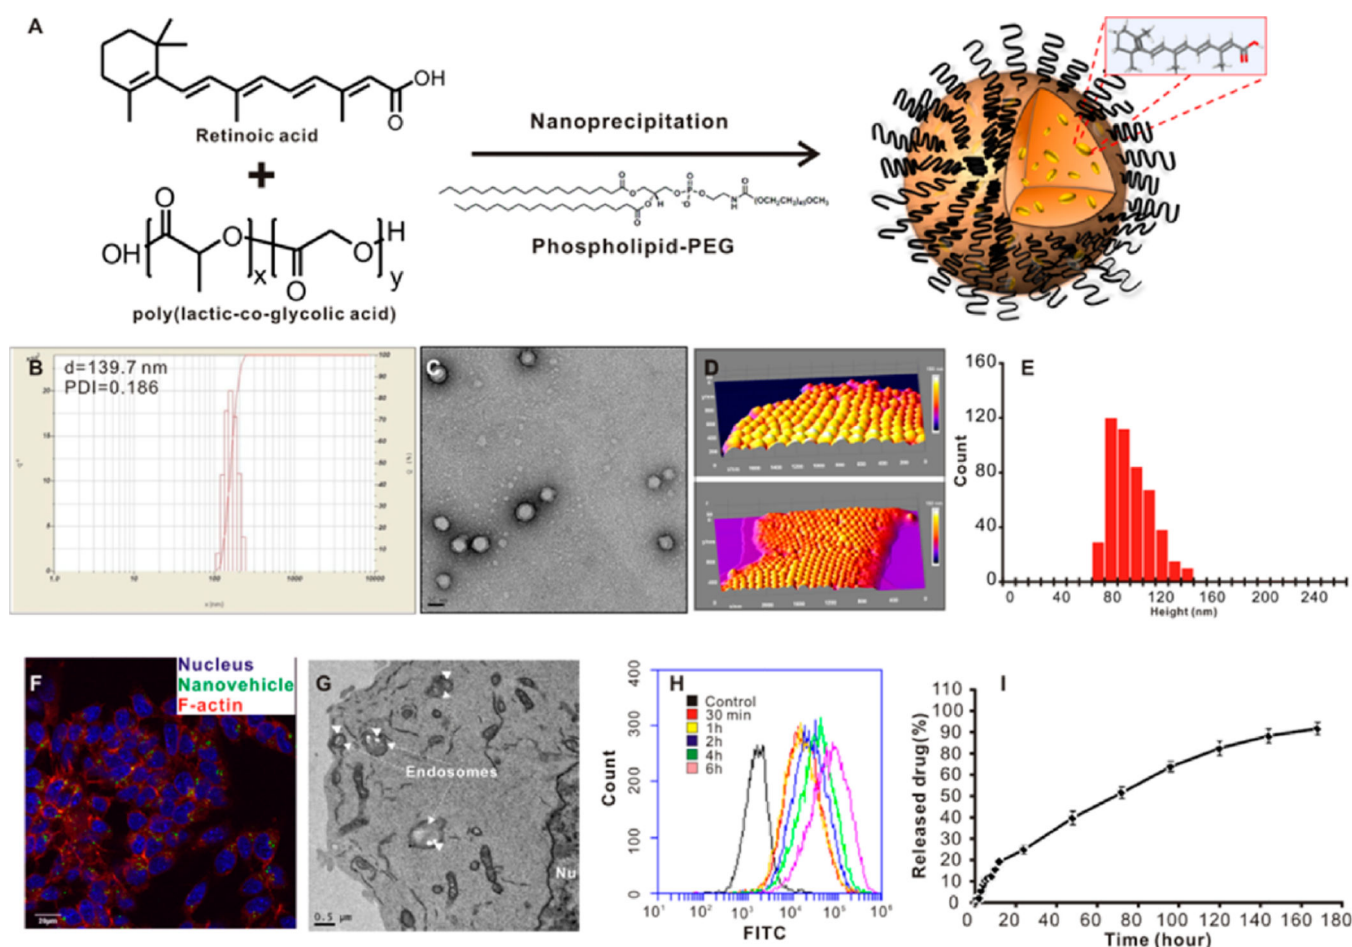 A
OH
O
Retinoic acid
+
Nanoprecipitation
Phospholipid-PEG
O
O
H
OH
x
O
O
y
poly(lactic-co-glycolic acid)
B
d=139.7 nm
PDI=0.186
C
D
E
160
120
80
40
0
Count
0 40 80 120 160 200 240
Height(nm)
F
Nucleus
Nanovehicle
F-actin
20μm
G
Endosomes
Nu
0.5 μm
H
Control
30 min
1h
2h
4h
6h
400
300
200
100
0
Count
10¹ 10² 10³ 10⁴ 10⁵ 10⁶
FITC
I
110
100
90
80
70
60
50
40
30
20
10
0
Released drug(%)
0 20 40 60 80 100 120 140 160 180
Time (hour)